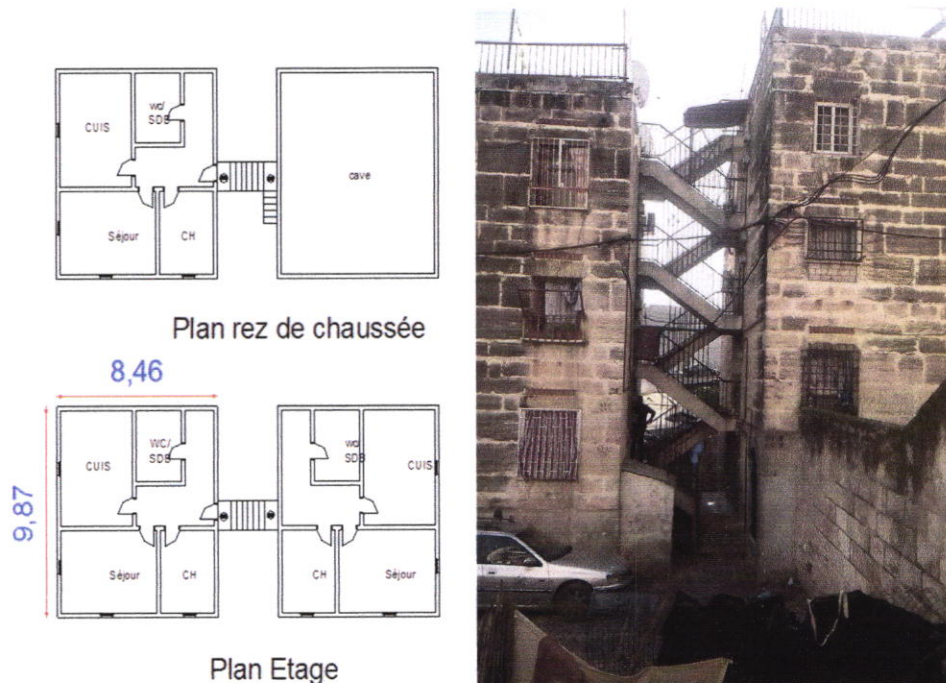 CUIS
wc/
SDB
cave
Séjour
CH
Plan rez de chaussée
8,46
9,87
CUIS
WC/
SDB
wc/
SDB
CUIS
Séjour
CH
CH
Séjour
Plan Etage